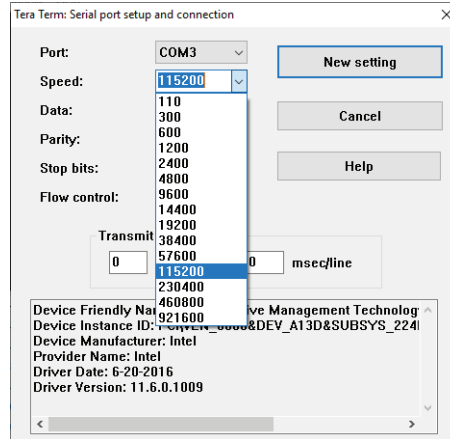 Tera Term: Serial port setup and connection
Port: COM3 New setting
Speed: 115200
Data: 110
300 Cancel
Parity: 600
1200
Stop bits: 2400 Help
4800
Flow control: 9600
14400
19200
Transmit 38400
57600
0 115200 0 msec/line
230400
460800
921600
Device Friendly ive Management Technology
Device Instance ID:
Device Manufacturer: Intel
Provider Name: Intel
Driver Date: 6-20-2016
Driver Version: 11.6.0.1009